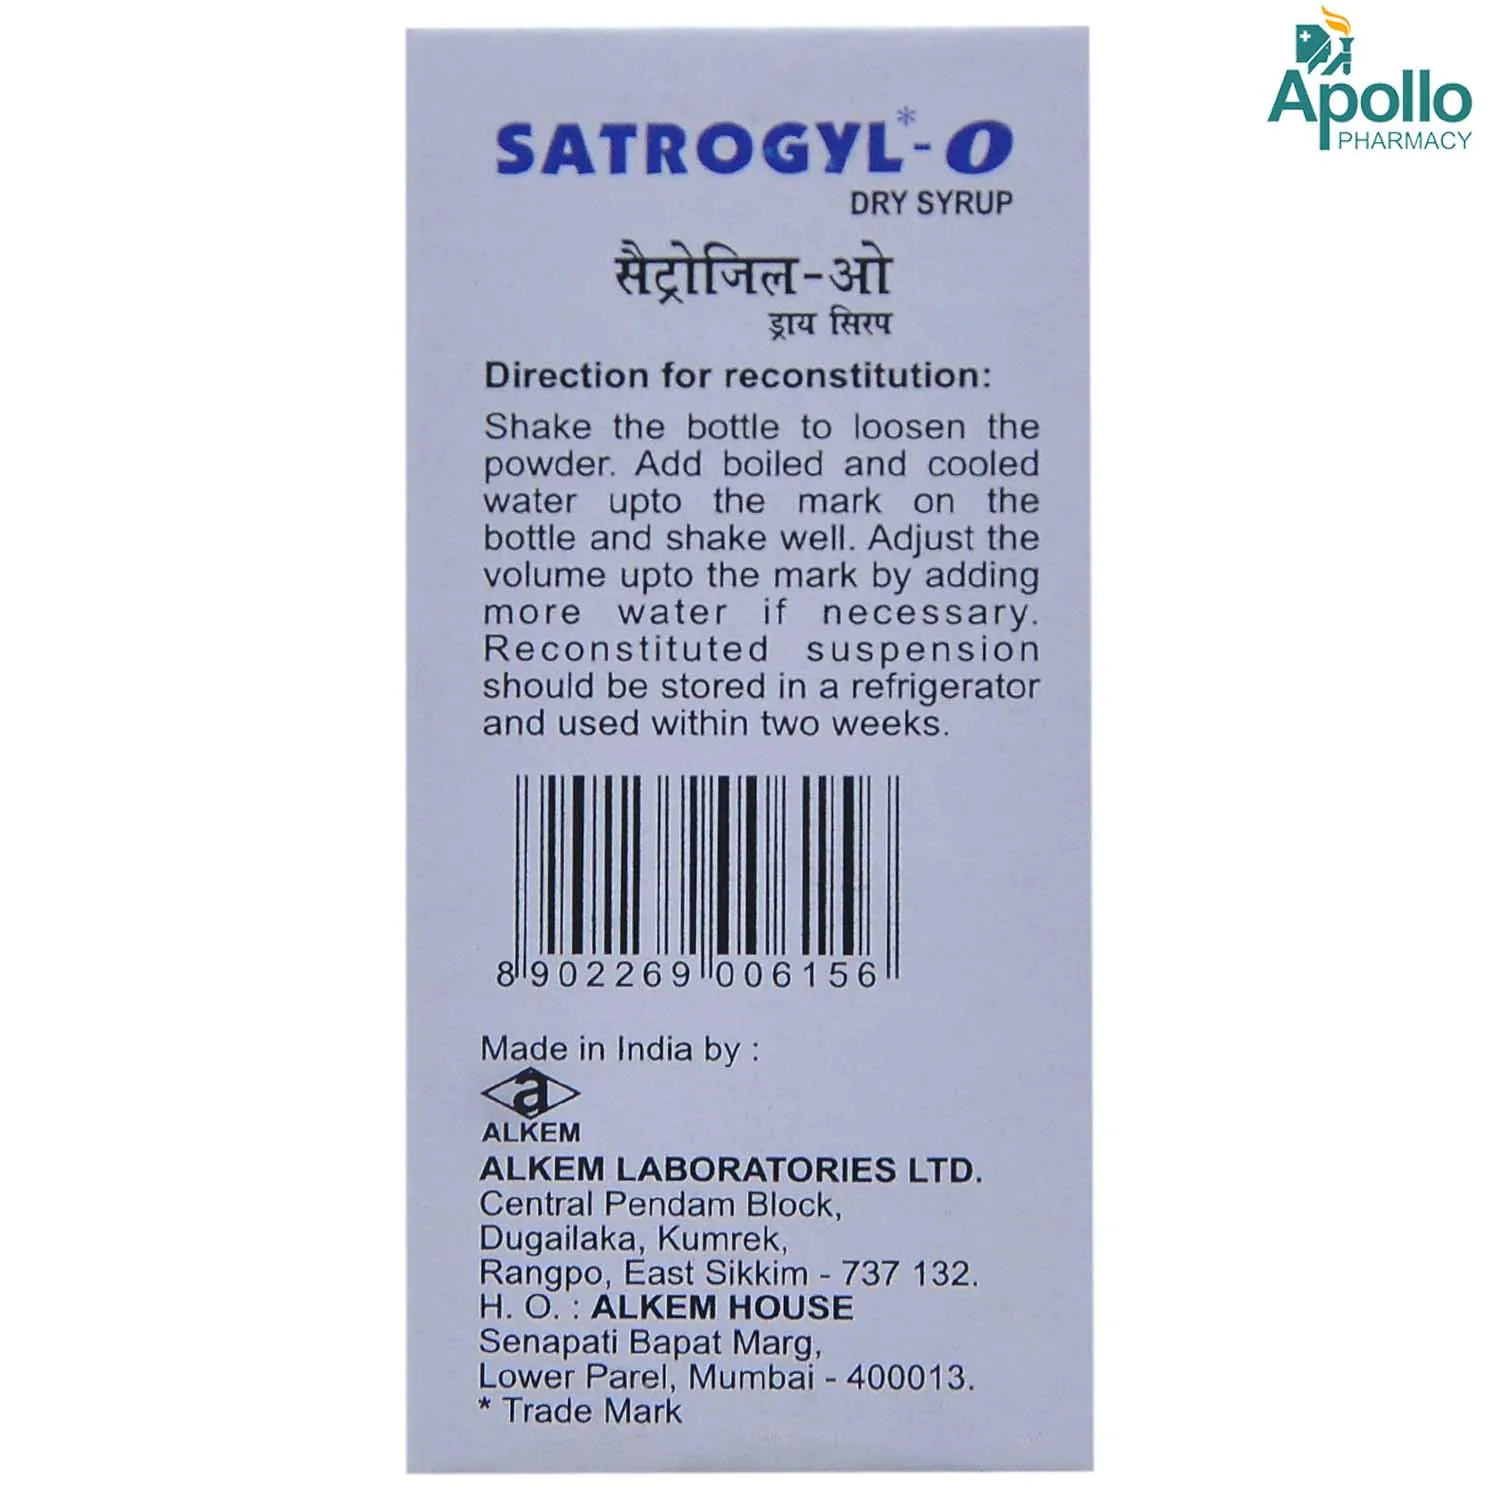 Apollo
PHARMACY
SATROGYL*-O
DRY SYRUP
सैट्रोजिल-ओ
ड्राय सिरप
Direction for reconstitution:
Shake the bottle to loosen the
powder. Add boiled and cooled
water upto the mark on the
bottle and shake well. Adjust the
volume upto the mark by adding
more water if necessary.
Reconstituted suspension
should be stored in a refrigerator
and used within two weeks.
8 902269 006156
Made in India by :
a
ALKEM
ALKEM LABORATORIES LTD.
Central Pendam Block,
Dugailaka, Kumrek,
Rangpo, East Sikkim - 737 132.
H. O. : ALKEM HOUSE
Senapati Bapat Marg,
Lower Parel, Mumbai - 400013.
* Trade Mark